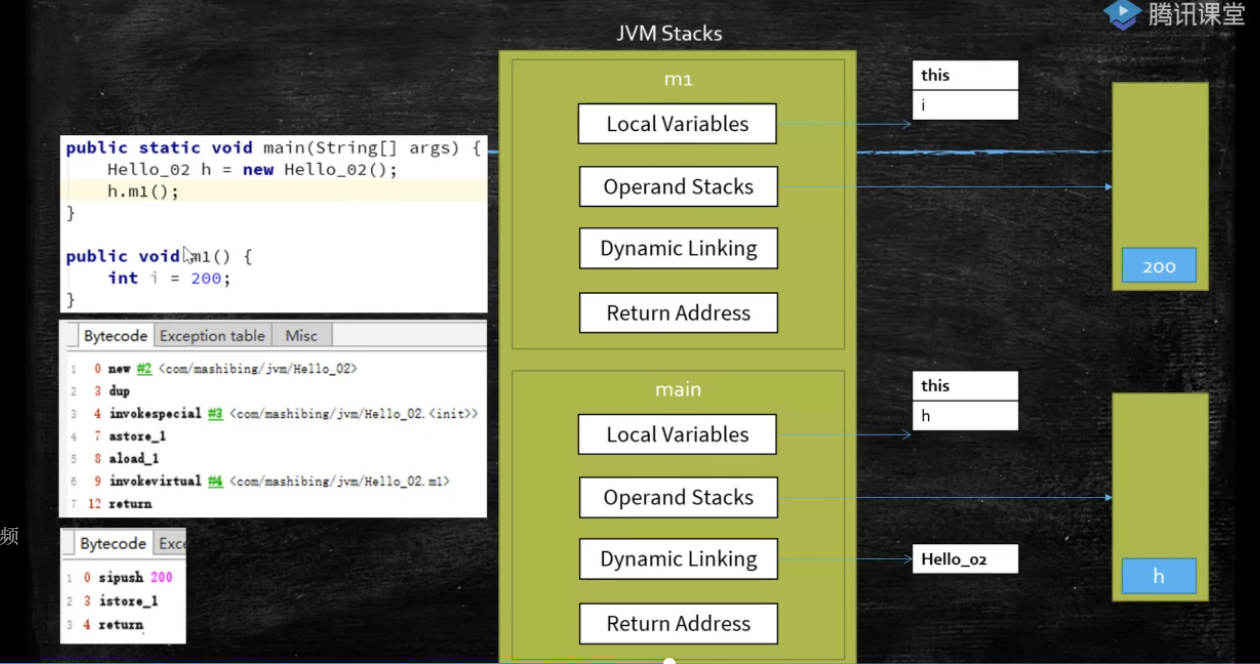 腾讯课堂
JVM Stacks
public static void main(String[] args) {
Hello_02 h = new Hello_02();
h.m1();
}
public void m1() {
int i = 200;
}
Bytecode Exception table Misc
1 0 new #2 <com/mashibing/jvm/Hello_02>
2 3 dup
3 4 invokespecial #3 <com/mashibing/jvm/Hello_02.<init>>
4 7 astore_1
5 8 aload_1
6 9 invokevirtual #4 <com/mashibing/jvm/Hello_02.m1>
7 12 return
频
Bytecode Exce
1 0 sipush 200
2 3 istore_1
3 4 return
m1
Local Variables
Operand Stacks
Dynamic Linking
Return Address
this
i
200
main
Local Variables
Operand Stacks
Dynamic Linking
Return Address
this
h
Hello_02
h